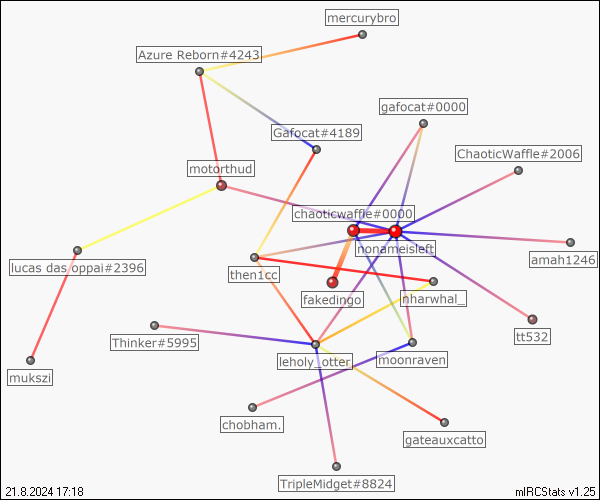 mercurybro
Azure Reborn#4243
gafocat#0000
Gafocat#4189
ChaoticWaffle#2006
motorthud
chaoticwaffle#0000
nonameisleft
amah1246
lucas das oppai#2396
then1cc
nharwhal_
fakedingo
tt532
Thinker#5995
leholy_otter
moonraven
mukszi
chobham.
gateauxcatto
TripleMidget#8824
21.8.2024 17:18
mIRCStats v1.25